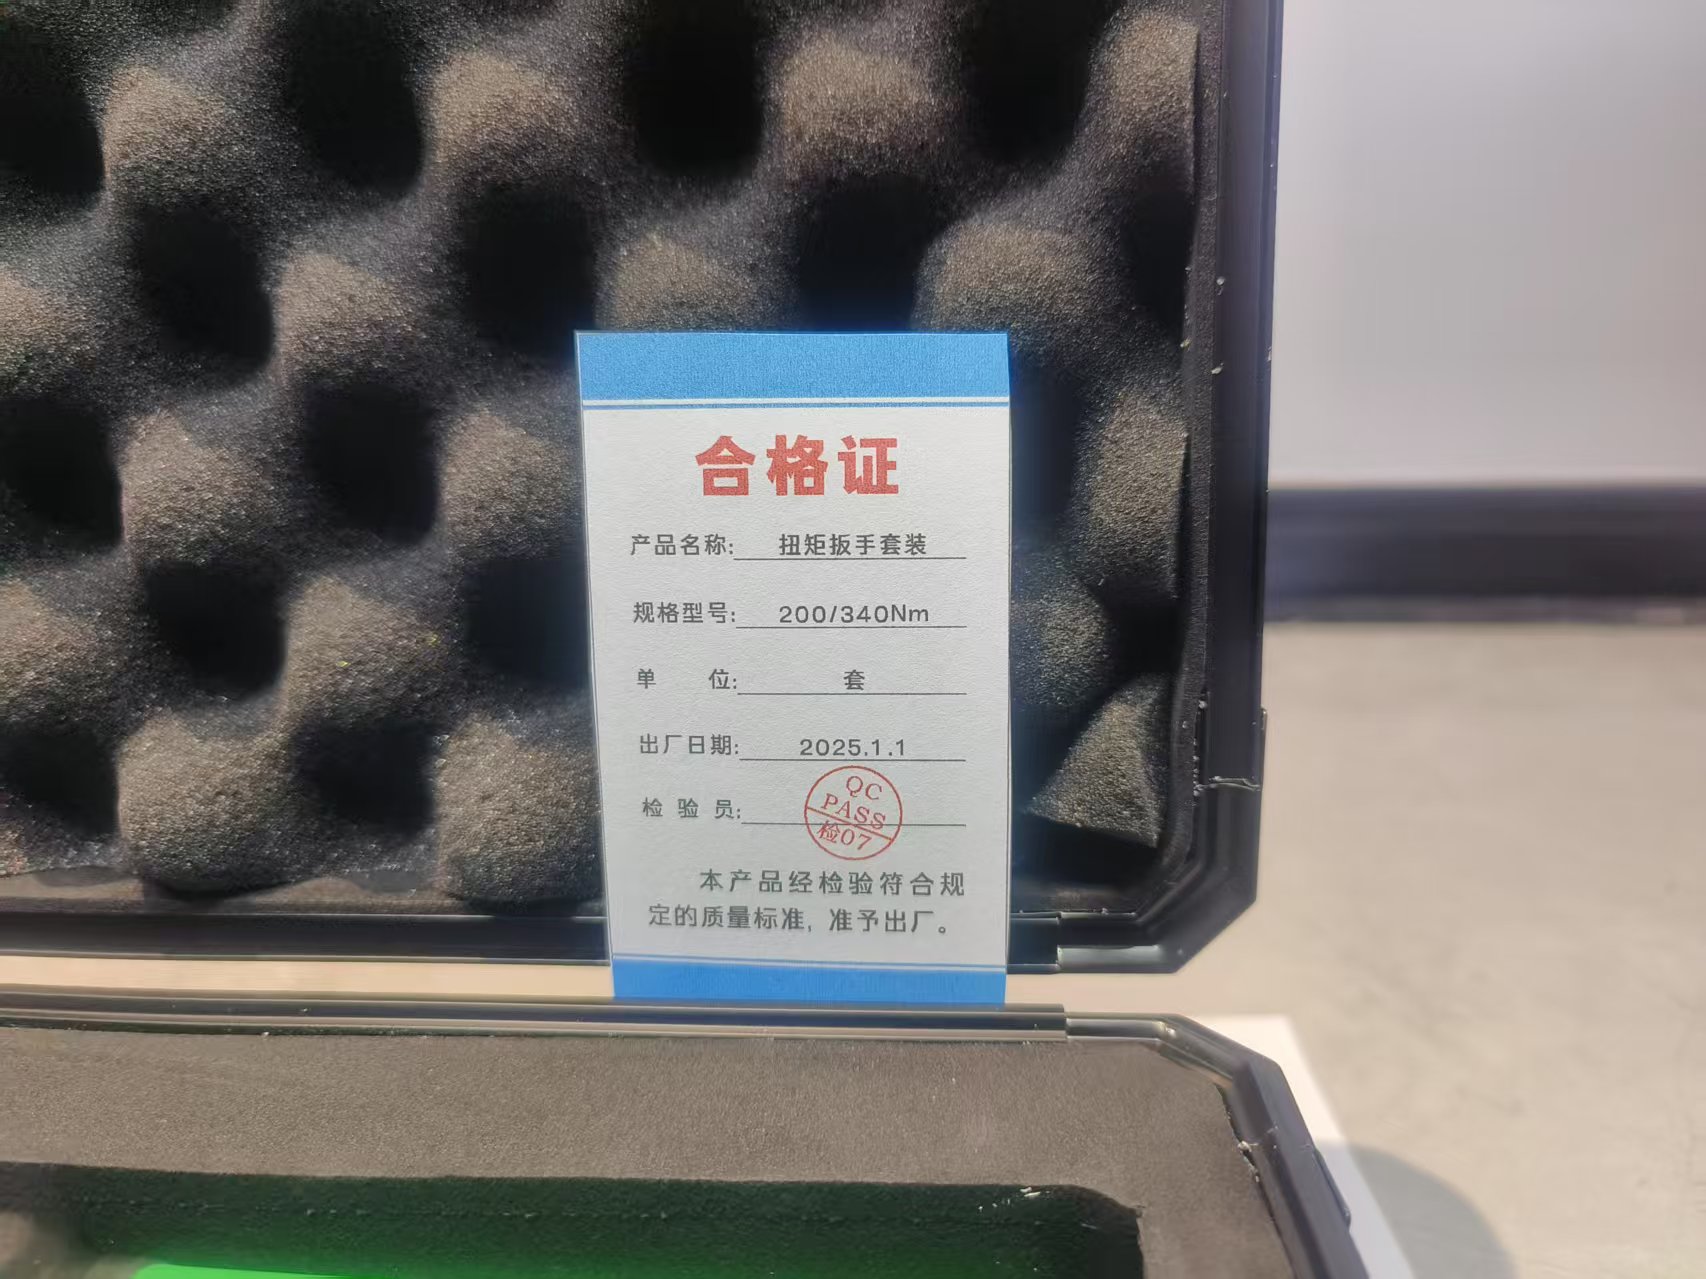 合格证
产品名称: 扭矩扳手套装
规格型号: 200/340Nm
单 位: 套
出厂日期: 2025.1.1
检 验 员:
QC
PASS
检07
本产品经检验符合规
定的质量标准, 准予出厂。